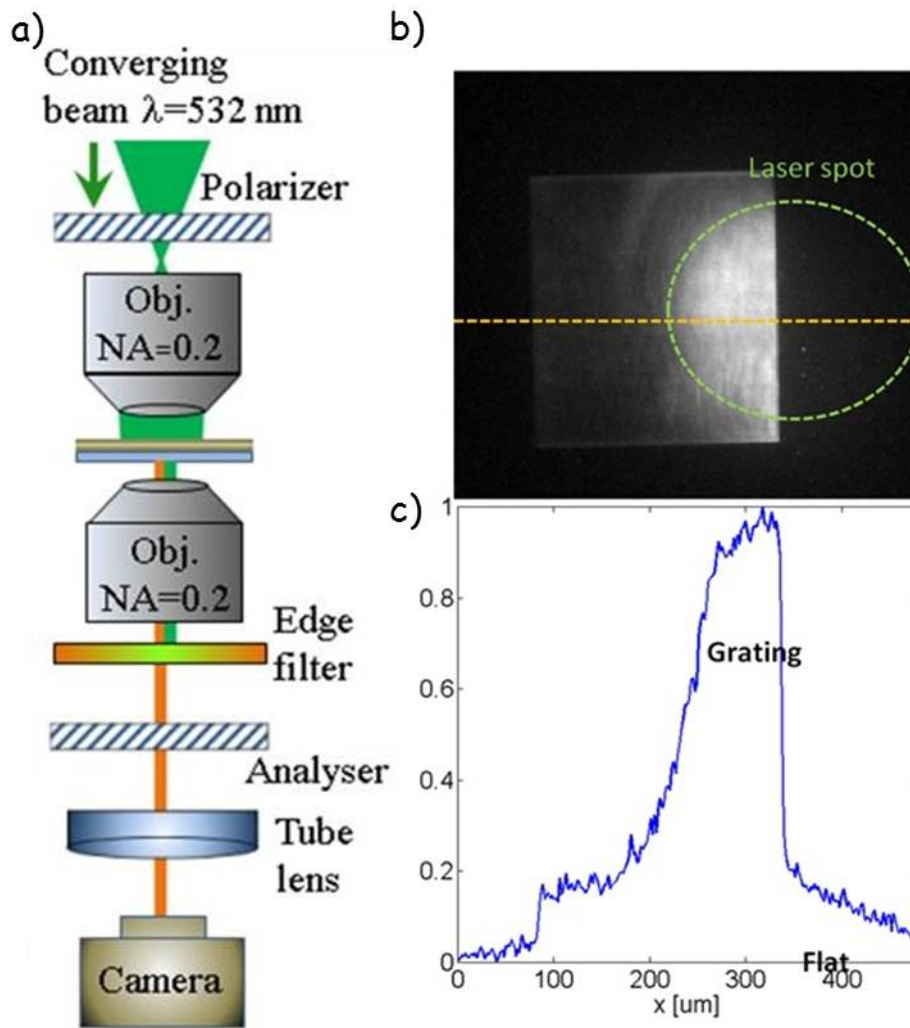 a)
Converging
beam λ=532 nm
Polarizer
Obj.
NA=0.2
Obj.
NA=0.2
Edge
filter
Analyser
Tube
lens
Camera
b)
Laser spot
c)
1
0.8
0.6
0.4
0.2
0
Grating
Flat
0 100 200 300 400
x [um]